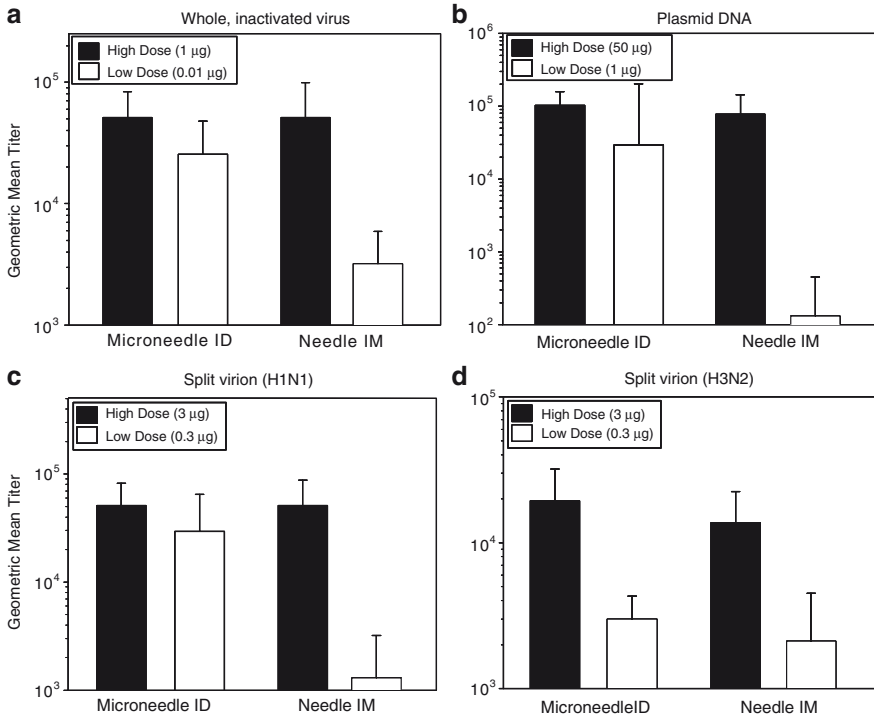 a
Whole, inactivated virus
High Dose (1 µg)
Low Dose (0.01 µg)
Geometric Mean Titer
10^5
10^4
10^3
Microneedle ID
Needle IM
b
Plasmid DNA
High Dose (50 µg)
Low Dose (1 µg)
10^6
10^5
10^4
10^3
10^2
Microneedle ID
Needle IM
c
Split virion (H1N1)
High Dose (3 µg)
Low Dose (0.3 µg)
Geometric Mean Titer
10^5
10^4
10^3
Microneedle ID
Needle IM
d
Split virion (H3N2)
High Dose (3 µg)
Low Dose (0.3 µg)
10^5
10^4
10^3
MicroneedleID
Needle IM